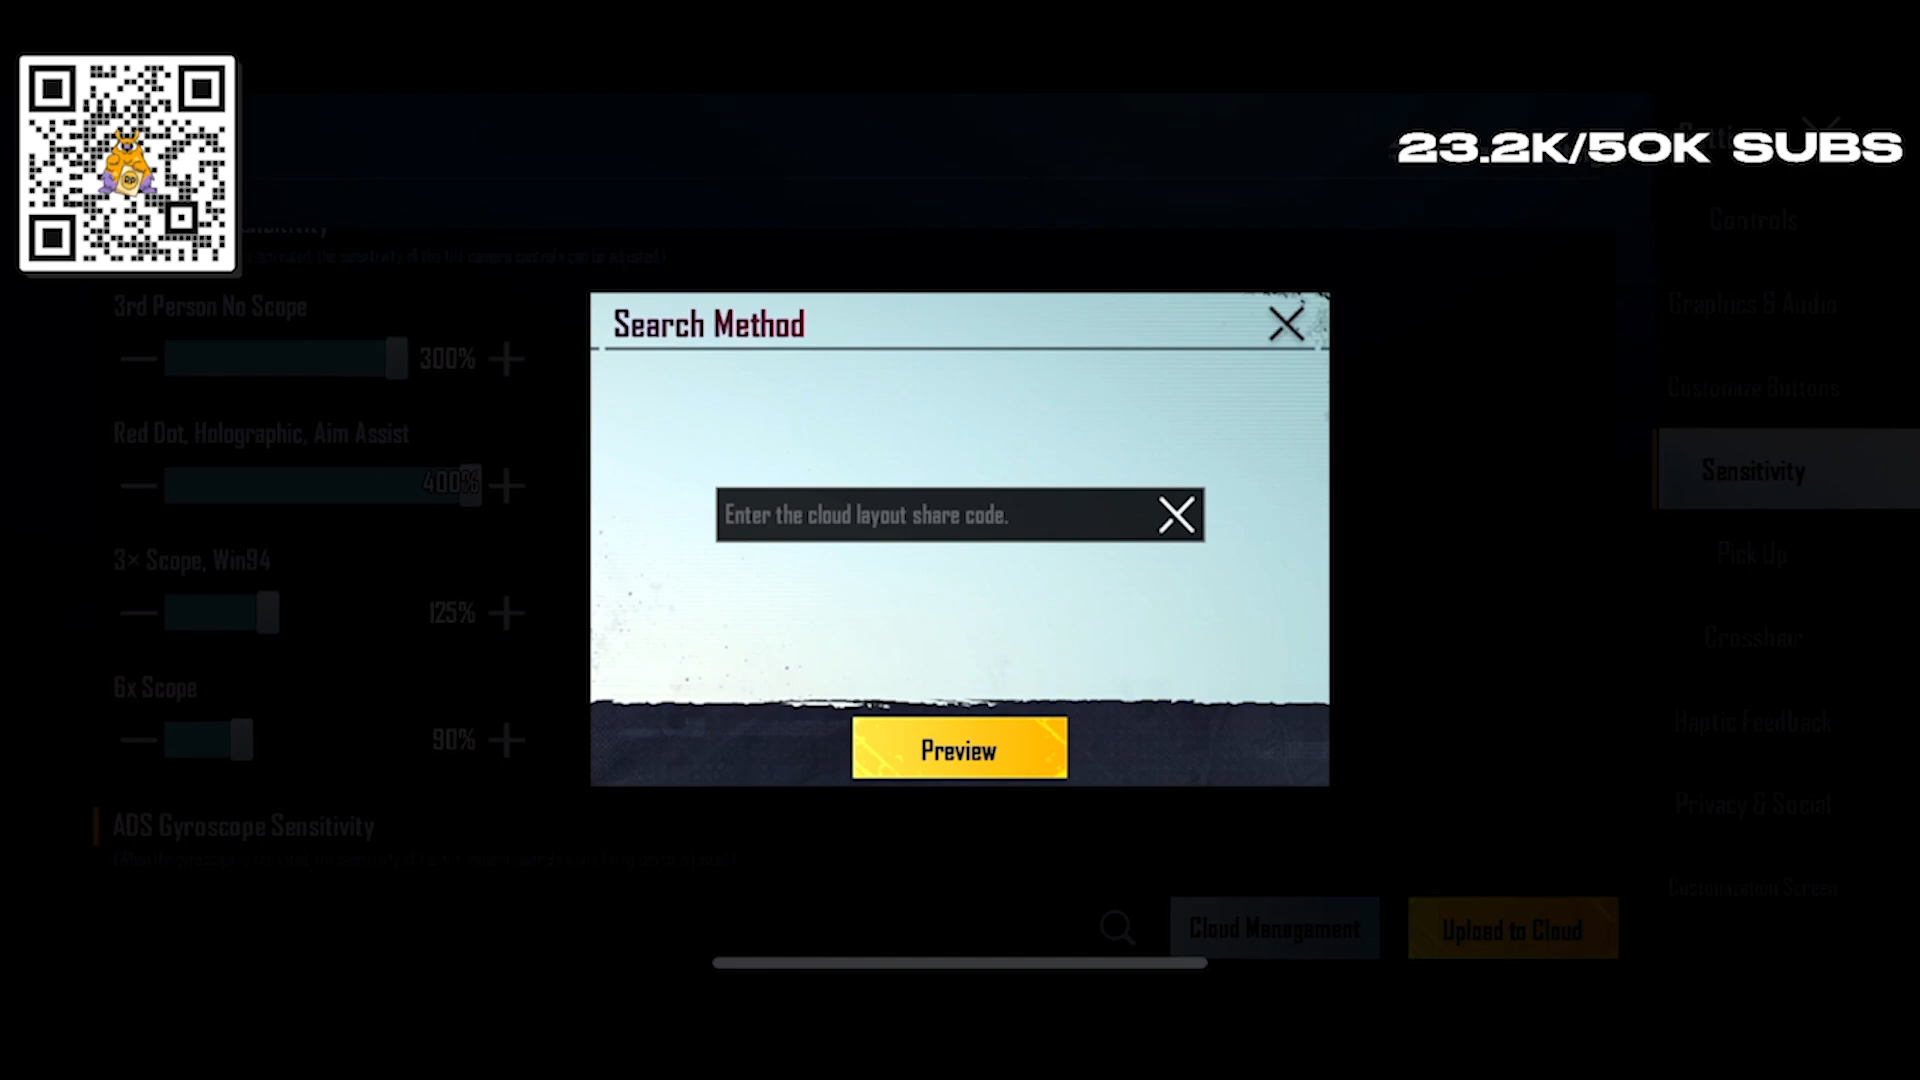 23.2K/50K SUBS
Controls
3rd Person No Scope
300%
Graphics & Audio
Customize Buttons
Red Dot, Holographic, Aim Assist
400%
Sensitivity
3× Scope, Win94
125%
Pick Up
Crosshair
6x Scope
90%
Haptic Feedback
Privacy & Social
ADS Gyroscope Sensitivity
Customization Screen
Search Method
Enter the cloud layout share code.
Preview
Cloud Management
Upload to Cloud
RP